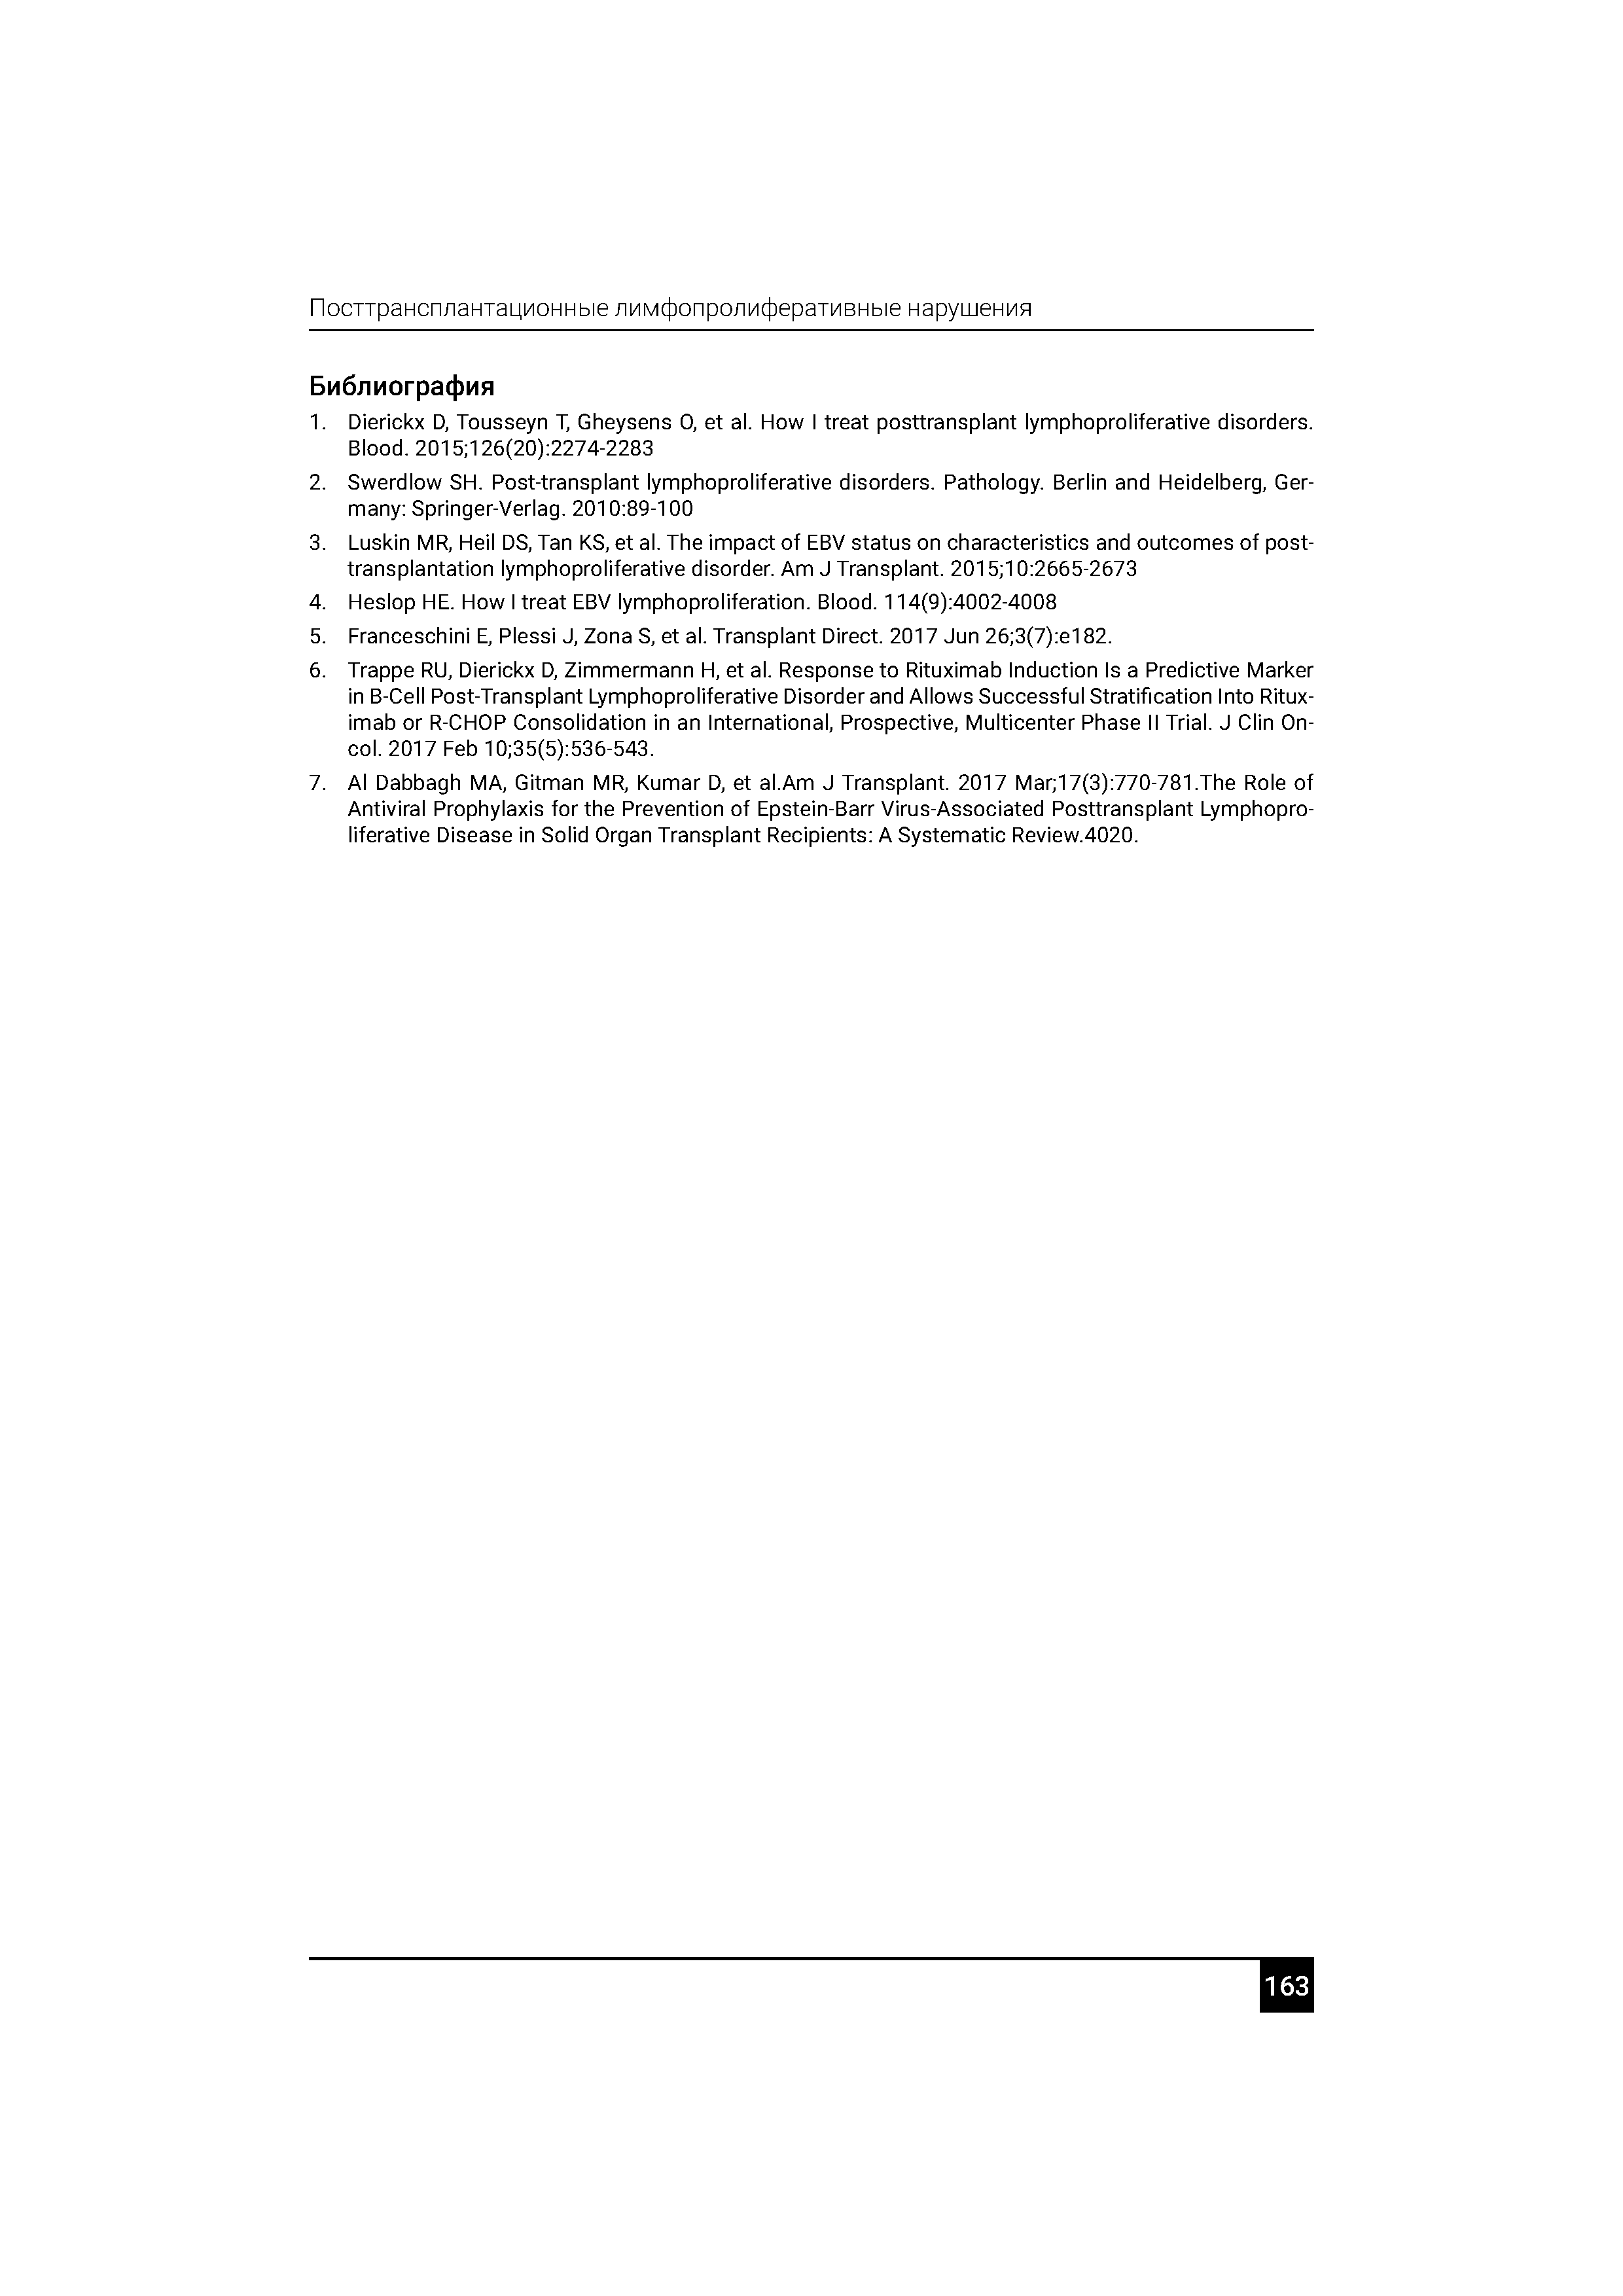 Посттрансплантационные лимфопролиферативные нарушения
Библиография
1. Dierickx D, Tousseyn T, Gheysens O, et al. How I treat posttransplant lymphoproliferative disorders.
Blood. 2015;126(20):2274-2283
2. Swerdlow SH. Post-transplant lymphoproliferative disorders. Pathology. Berlin and Heidelberg, Ger-
many: Springer-Verlag. 2010:89-100
3. Luskin MR, Heil DS, Tan KS, et al. The impact of EBV status on characteristics and outcomes of post-
transplantation lymphoproliferative disorder. Am J Transplant. 2015;10:2665-2673
4. Heslop HE. How I treat EBV lymphoproliferation. Blood. 114(9):4002-4008
5. Franceschini E, Plessi J, Zona S, et al. Transplant Direct. 2017 Jun 26;3(7):e182.
6. Trappe RU, Dierickx D, Zimmermann H, et al. Response to Rituximab Induction Is a Predictive Marker
in B-Cell Post-Transplant Lymphoproliferative Disorder and Allows Successful Stratification Into Ritux-
imab or R-CHOP Consolidation in an International, Prospective, Multicenter Phase II Trial. J Clin On-
col. 2017 Feb 10;35(5):536-543.
7. Al Dabbagh MA, Gitman MR, Kumar D, et al.Am J Transplant. 2017 Mar;17(3):770-781.The Role of
Antiviral Prophylaxis for the Prevention of Epstein-Barr Virus-Associated Posttransplant Lymphopro-
liferative Disease in Solid Organ Transplant Recipients: A Systematic Review.4020.
163